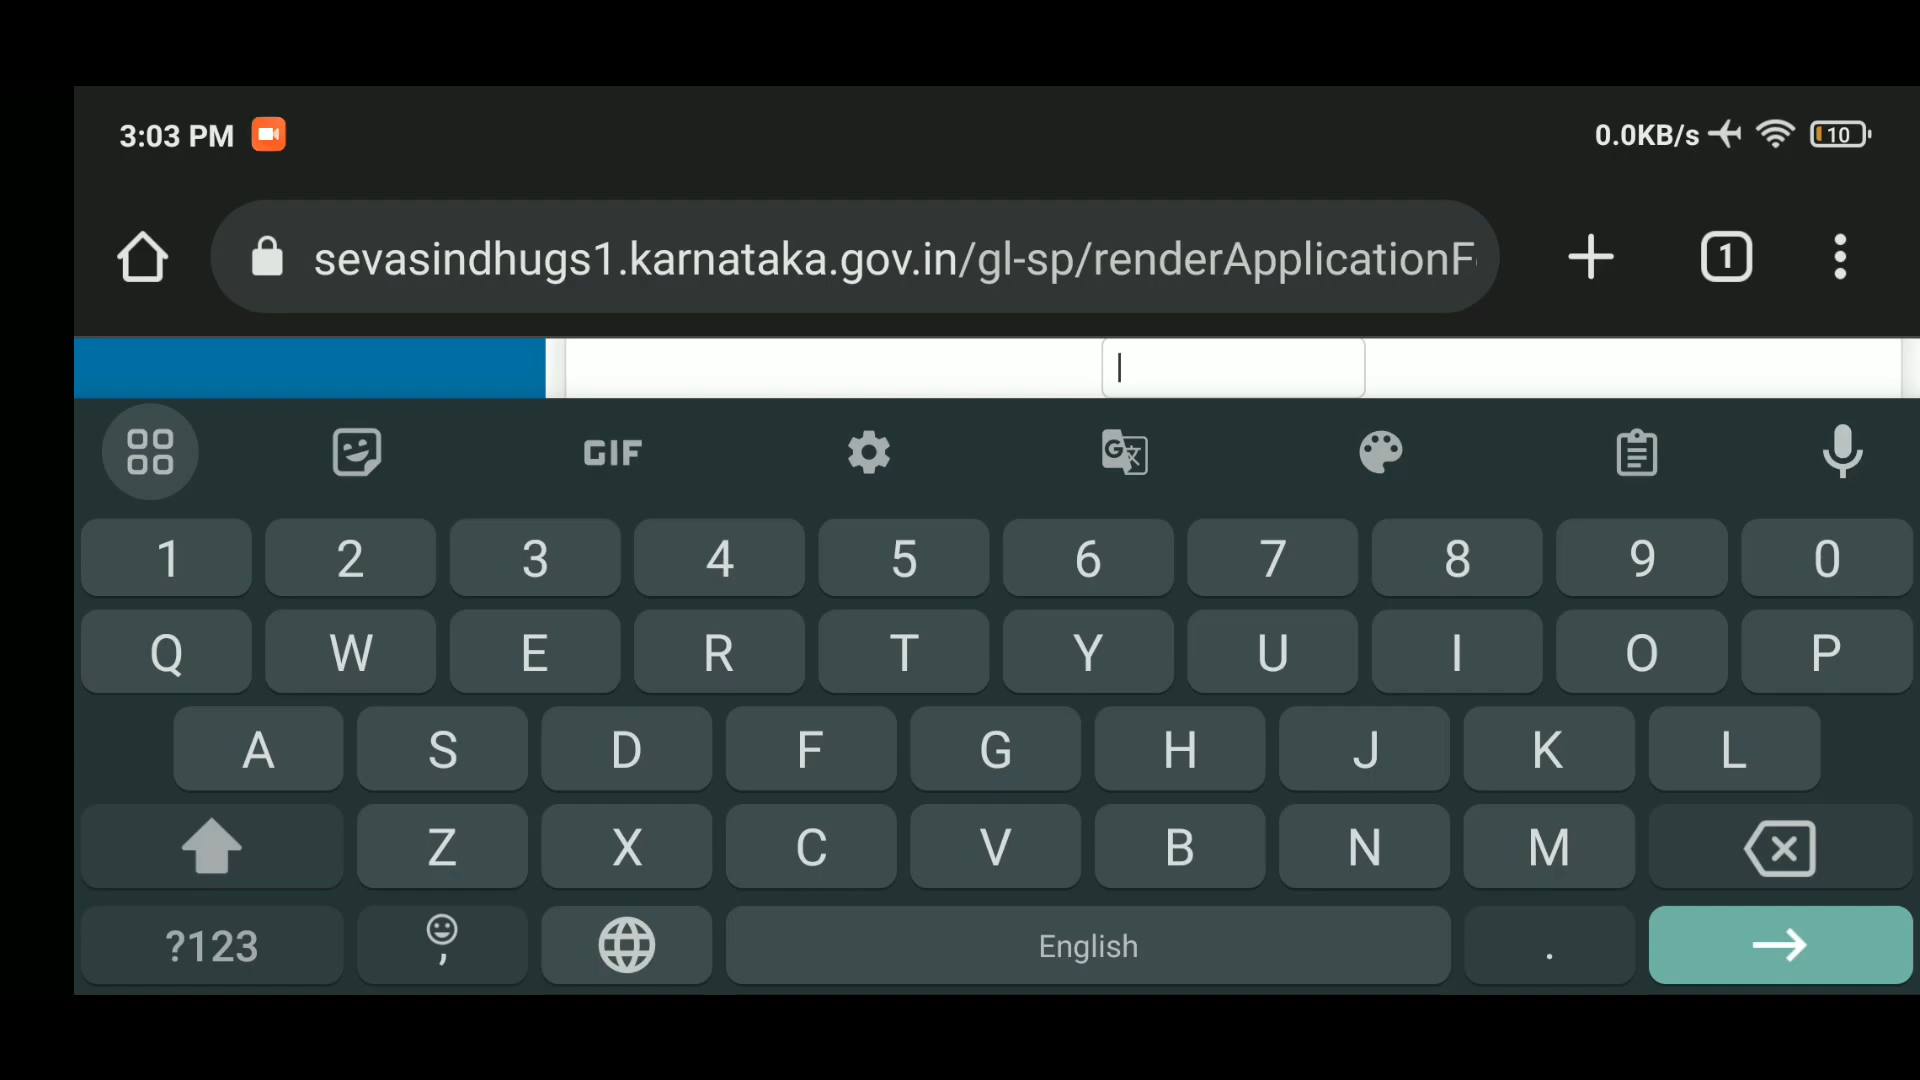 3:03 PM 0.0KB/s 10
sevasindhugs1.karnataka.gov.in/gl-sp/renderApplicationF 1
GIF G
1 2 3 4 5 6 7 8 9 0
Q W E R T Y U I O P
A S D F G H J K L
Z X C V B N M
?123 , English .